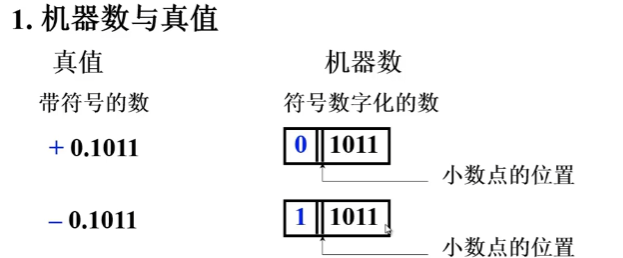 1. 机器数与真值
真值 机器数
带符号的数 符号数字化的数
+ 0.1011 0 1011
小数点的位置
– 0.1011 1 1011
小数点的位置